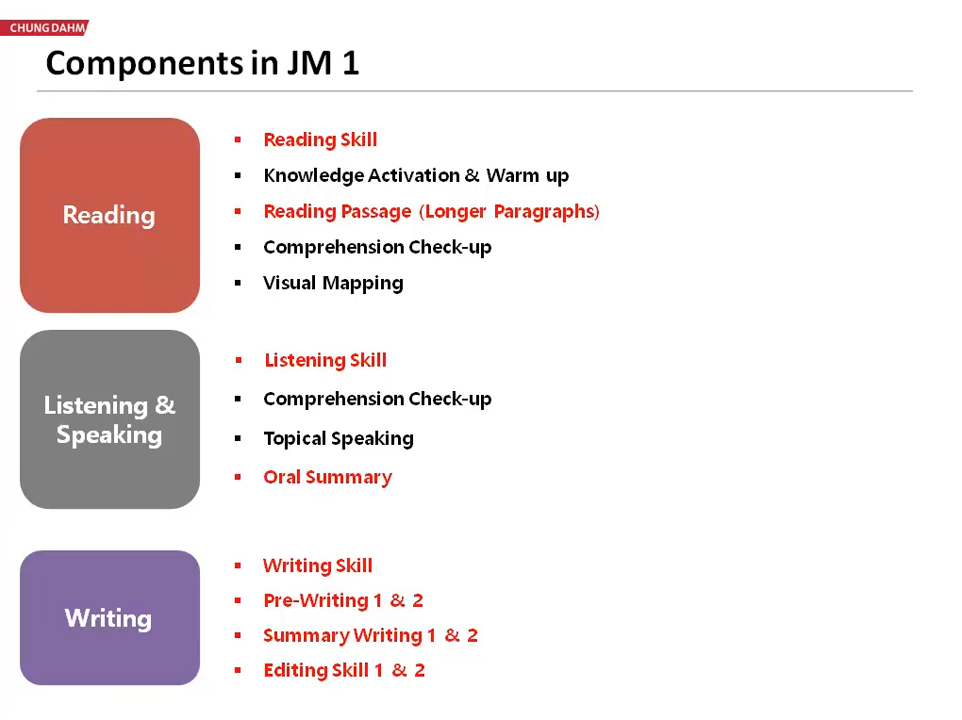 CHUNGDAHM
Components in JM 1
Reading
▪ Reading Skill
▪ Knowledge Activation & Warm up
▪ Reading Passage (Longer Paragraphs)
▪ Comprehension Check-up
▪ Visual Mapping
Listening &
Speaking
▪ Listening Skill
▪ Comprehension Check-up
▪ Topical Speaking
▪ Oral Summary
Writing
▪ Writing Skill
▪ Pre-Writing 1 & 2
▪ Summary Writing 1 & 2
▪ Editing Skill 1 & 2